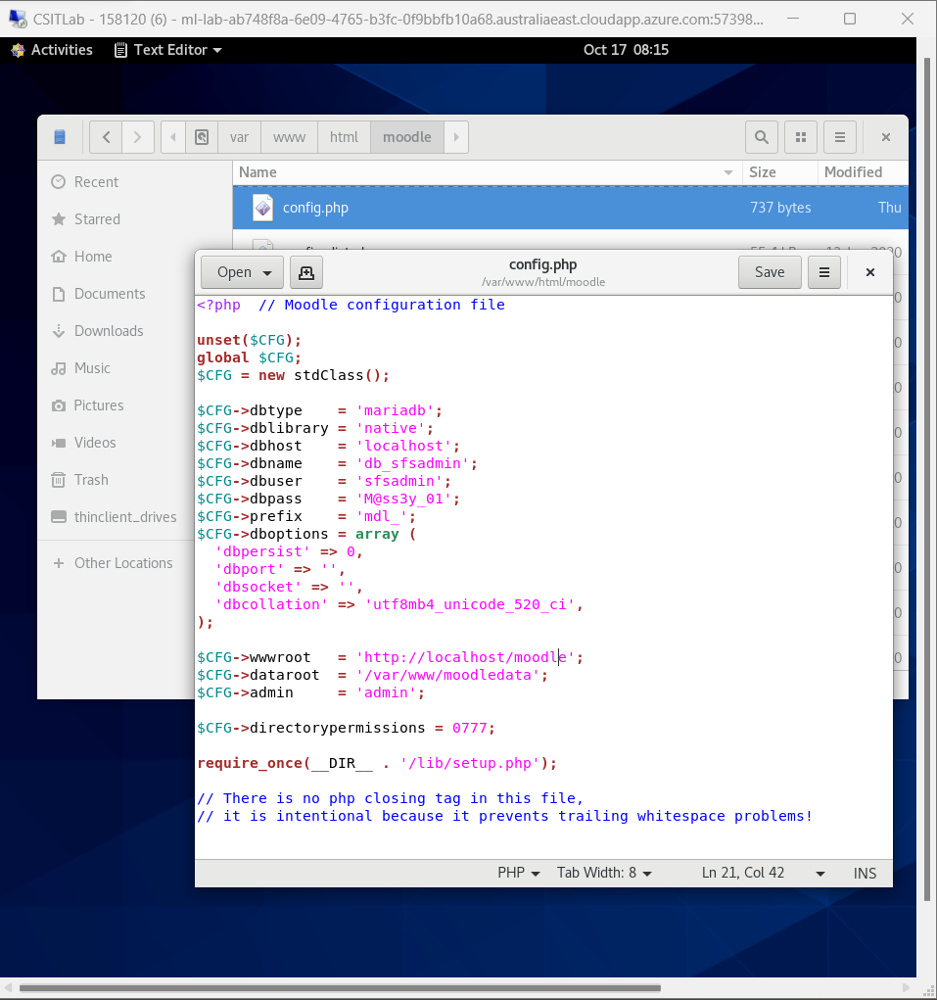 CSITLab - 158120 (6) - ml-lab-ab748f8a-6e09-4765-b3fc-0f9bbfb10a68.australiaeast.cloudapp.azure.com:57398...
Activities Text Editor Oct 17 08:15
var www html moodle
Name Size Modified
Recent
config.php 737 bytes Thu
Starred
Home
Documents
Downloads
Music
Pictures
Videos
Trash
thinclient_drives
Other Locations
Open config.php Save
/var/www/html/moodle
<?php  // Moodle configuration file
unset($CFG);
global $CFG;
$CFG = new stdClass();
$CFG->dbtype    = 'mariadb';
$CFG->dblibrary = 'native';
$CFG->dbhost    = 'localhost';
$CFG->dbname    = 'db_sfsadmin';
$CFG->dbuser    = 'sfsadmin';
$CFG->dbpass    = 'M@ss3y_01';
$CFG->prefix    = 'mdl_';
$CFG->dboptions = array (
  'dbpersist' => 0,
  'dbport' => '',
  'dbsocket' => '',
  'dbcollation' => 'utf8mb4_unicode_520_ci',
);
$CFG->wwwroot   = 'http://localhost/moodle';
$CFG->dataroot  = '/var/www/moodledata';
$CFG->admin     = 'admin';
$CFG->directorypermissions = 0777;
require_once(__DIR__ . '/lib/setup.php');
// There is no php closing tag in this file,
// it is intentional because it prevents trailing whitespace problems!
PHP Tab Width: 8 Ln 21, Col 42 INS